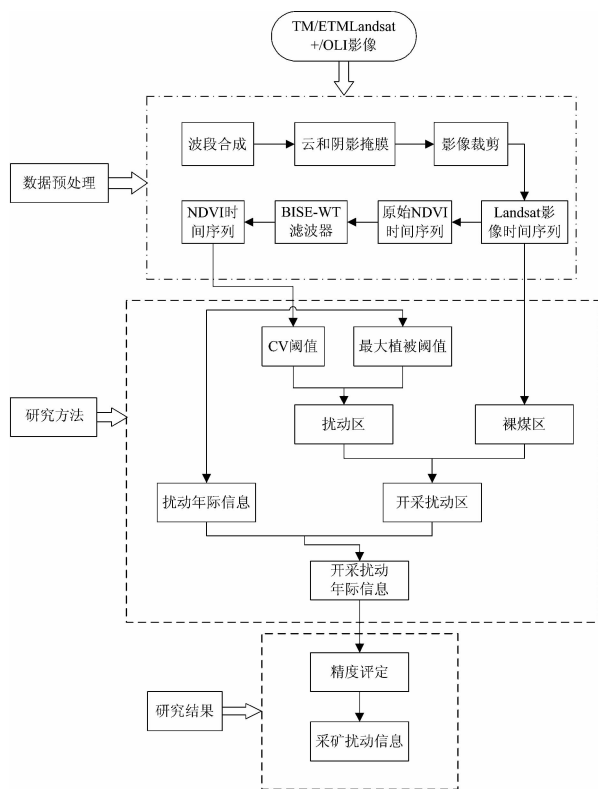 TM/ETMLandsat
+/OLI影像
波段合成
云和阴影掩膜
影像裁剪
数据预处理
NDVI时
间序列
BISE-WT
滤波器
原始NDVI
时间序列
Landsat影
像时间序列
CV阈值
最大植被阈值
研究方法
扰动区
裸煤区
扰动年际信息
开采扰动区
开采扰动
年际信息
精度评定
研究结果
采矿扰动信息